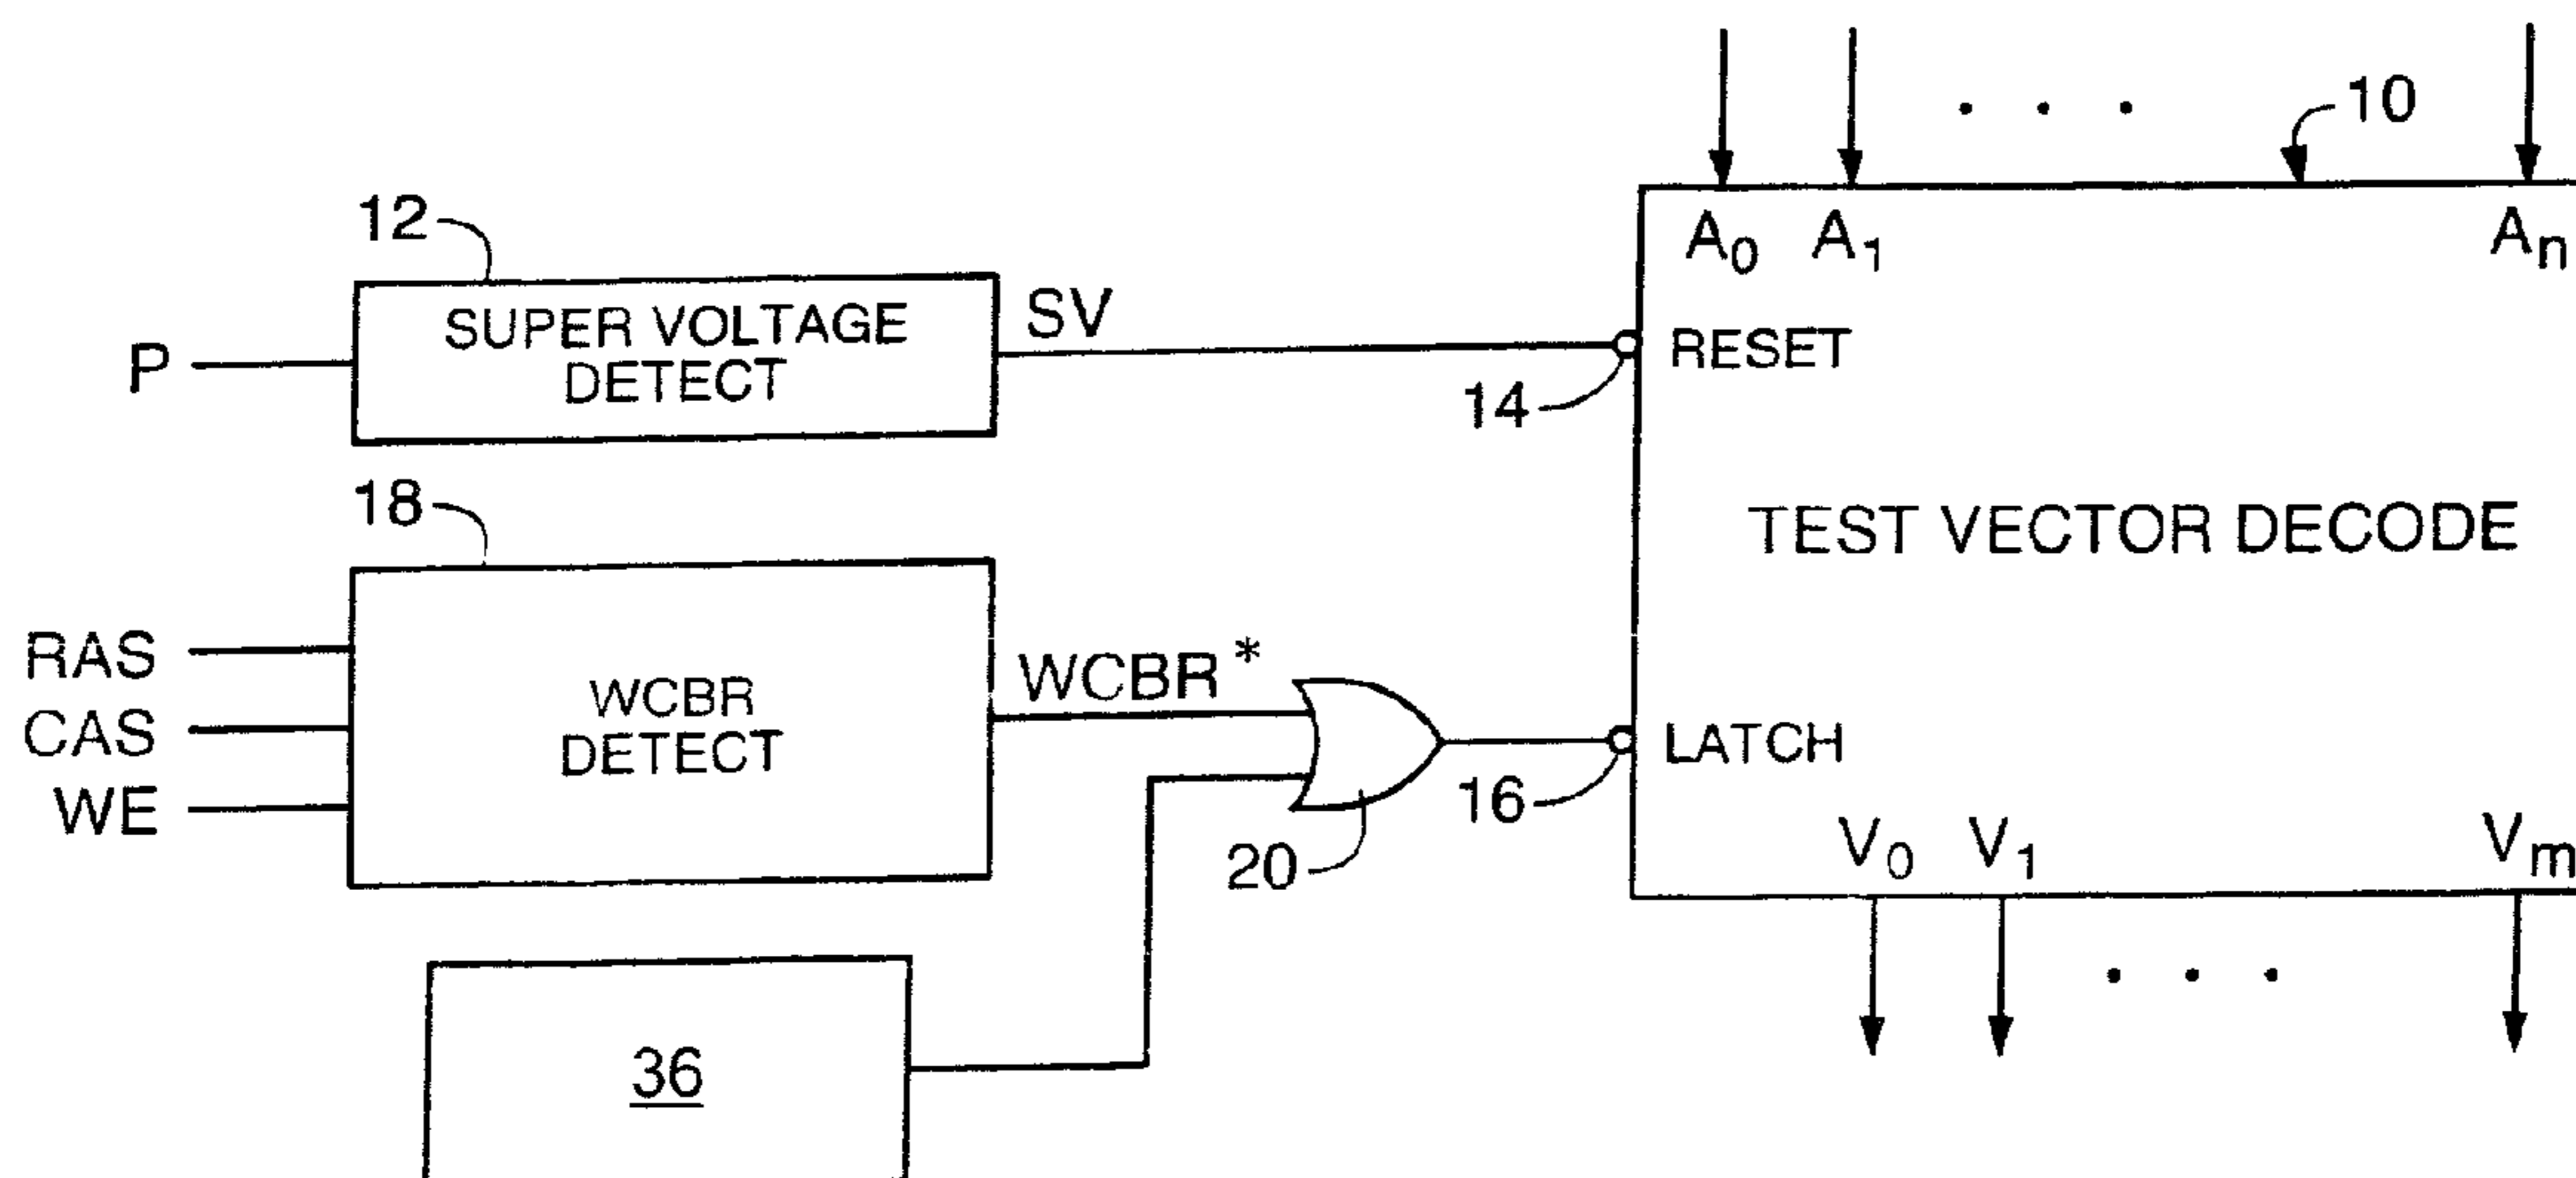 10
A0 A1 . . . An
12
SUPER VOLTAGE
DETECT
P
SV
RESET
14
18
TEST VECTOR DECODE
RAS
CAS
WE
WCBR
DETECT
WCBR*
LATCH
16
20
V0 V1 Vm
. . .
36